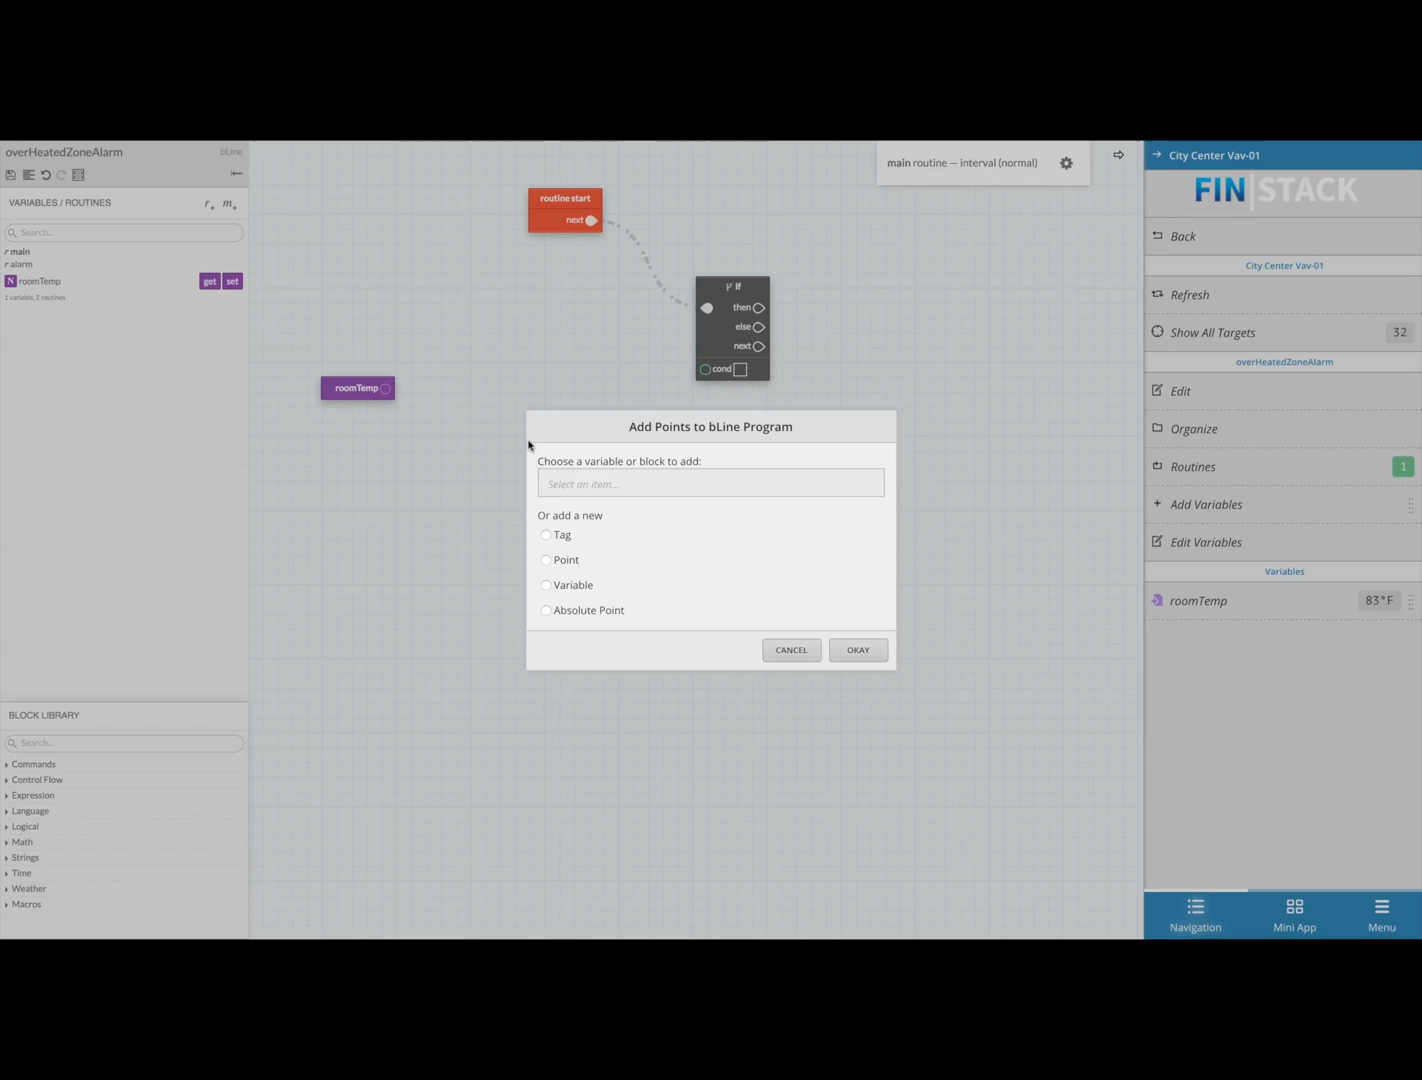 overHeatedZoneAlarm
bLine
VARIABLES / ROUTINES
r+ m+
Search...
r main
r alarm
N roomTemp get set
1 variable, 2 routines
BLOCK LIBRARY
Search...
Commands
Control Flow
Expression
Language
Logical
Math
Strings
Time
Weather
Macros
routine start
next
main routine — interval (normal)
If
then
else
next
cond
roomTemp
Add Points to bLine Program
Choose a variable or block to add:
Select an item...
Or add a new
Tag
Point
Variable
Absolute Point
CANCEL OKAY
City Center Vav-01
FIN|STACK
Back
City Center Vav-01
Refresh
Show All Targets 32
overHeatedZoneAlarm
Edit
Organize
Routines 1
Add Variables
Edit Variables
Variables
roomTemp 83°F
Navigation Mini App Menu